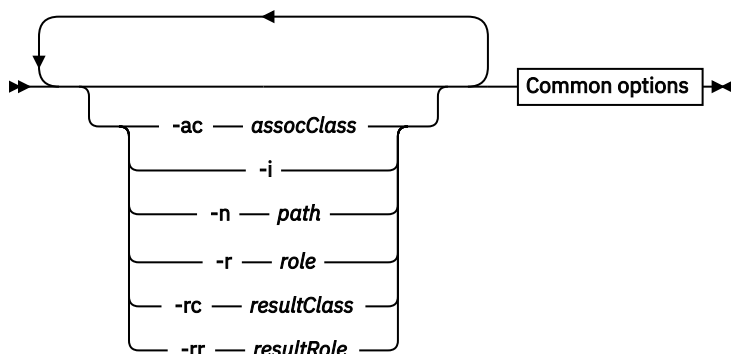 Common options
-ac assocClass
-i
-n path
-r role
-rc resultClass
-rr resultRole